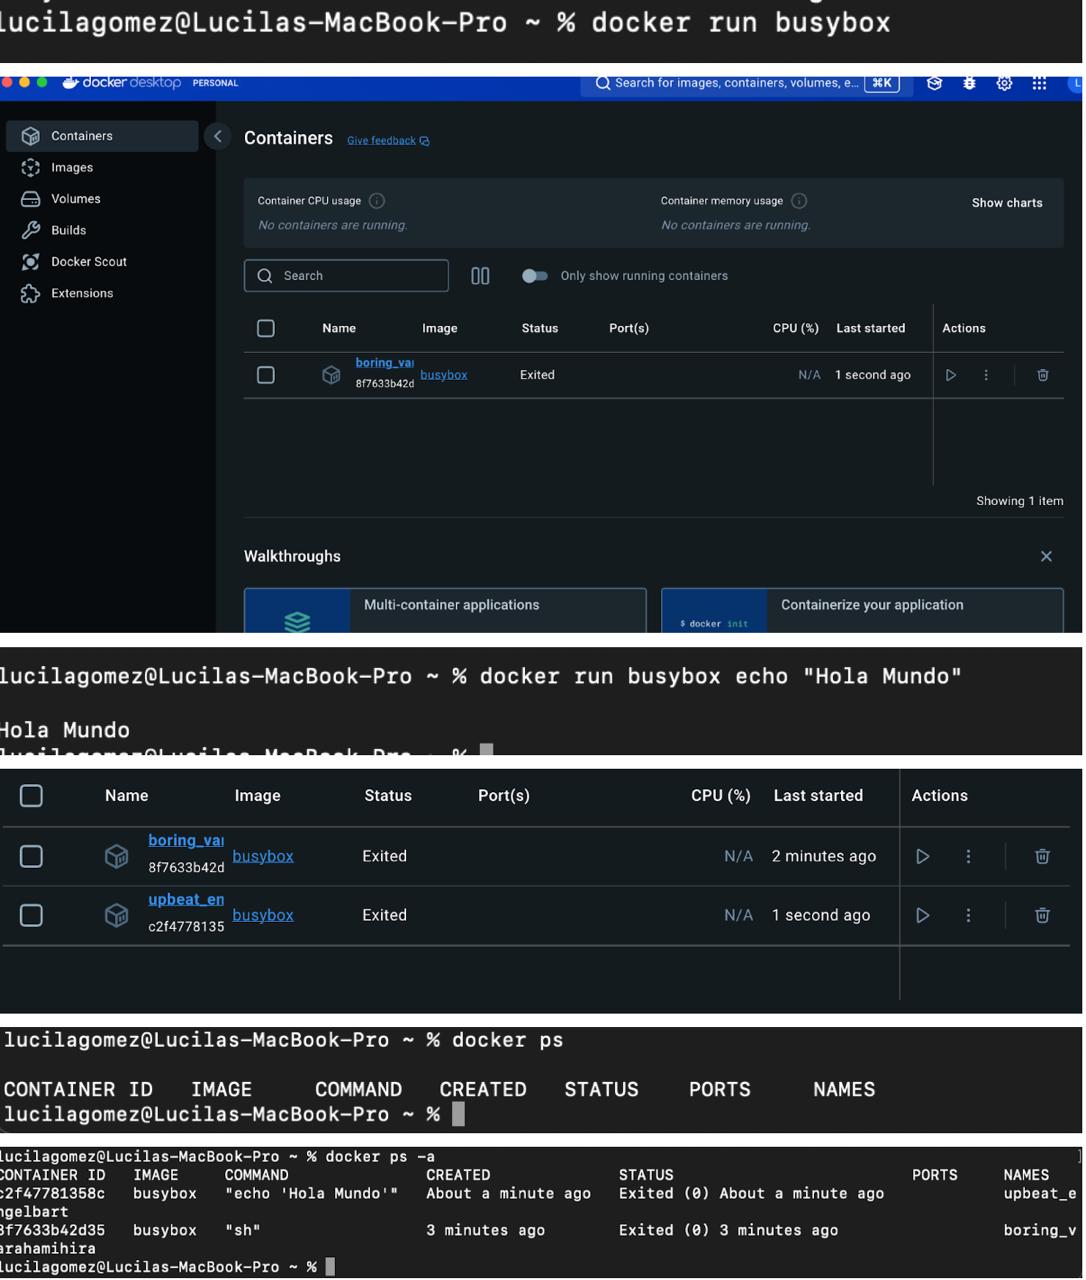 lucilagomez@Lucilas-MacBook-Pro ~ % docker run busybox
docker desktop PERSONAL
Search for images, containers, volumes, e... ⌘K
L
Containers
Images
Volumes
Builds
Docker Scout
Extensions
Containers Give feedback
Container CPU usage
No containers are running.
Container memory usage
No containers are running.
Show charts
Search
Only show running containers
Name Image Status Port(s) CPU (%) Last started Actions
boring_va
8f7633b42d
busybox Exited N/A 1 second ago
Showing 1 item
Walkthroughs
Multi-container applications
Containerize your application
$ docker init
lucilagomez@Lucilas-MacBook-Pro ~ % docker run busybox echo "Hola Mundo"
Hola Mundo
lucilagomez@Lucilas-MacBook-Pro ~ %
Name Image Status Port(s) CPU (%) Last started Actions
boring_va
8f7633b42d
busybox Exited N/A 2 minutes ago
upbeat_en
c2f4778135
busybox Exited N/A 1 second ago
lucilagomez@Lucilas-MacBook-Pro ~ % docker ps
CONTAINER ID IMAGE COMMAND CREATED STATUS PORTS NAMES
lucilagomez@Lucilas-MacBook-Pro ~ %
lucilagomez@Lucilas-MacBook-Pro ~ % docker ps -a
CONTAINER ID IMAGE COMMAND CREATED STATUS PORTS NAMES
c2f47781358c busybox "echo 'Hola Mundo'" About a minute ago Exited (0) About a minute ago upbeat_e
ngelbart
8f7633b42d35 busybox "sh" 3 minutes ago Exited (0) 3 minutes ago boring_v
arahamihira
lucilagomez@Lucilas-MacBook-Pro ~ %